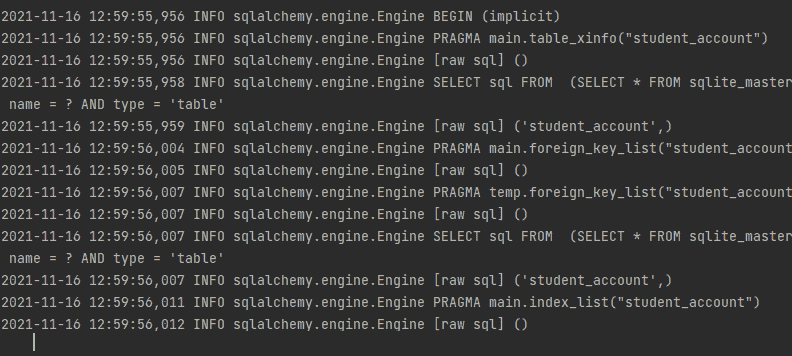 2021-11-16 12:59:55,956 INFO sqlalchemy.engine.Engine BEGIN (implicit)
2021-11-16 12:59:55,956 INFO sqlalchemy.engine.Engine PRAGMA main.table_xinfo("student_account")
2021-11-16 12:59:55,956 INFO sqlalchemy.engine.Engine [raw sql] ()
2021-11-16 12:59:55,958 INFO sqlalchemy.engine.Engine SELECT sql FROM  (SELECT * FROM sqlite_master
 name = ? AND type = 'table'
2021-11-16 12:59:55,959 INFO sqlalchemy.engine.Engine [raw sql] ('student_account',)
2021-11-16 12:59:56,004 INFO sqlalchemy.engine.Engine PRAGMA main.foreign_key_list("student_account
2021-11-16 12:59:56,005 INFO sqlalchemy.engine.Engine [raw sql] ()
2021-11-16 12:59:56,007 INFO sqlalchemy.engine.Engine PRAGMA temp.foreign_key_list("student_account
2021-11-16 12:59:56,007 INFO sqlalchemy.engine.Engine [raw sql] ()
2021-11-16 12:59:56,007 INFO sqlalchemy.engine.Engine SELECT sql FROM  (SELECT * FROM sqlite_master
 name = ? AND type = 'table'
2021-11-16 12:59:56,007 INFO sqlalchemy.engine.Engine [raw sql] ('student_account',)
2021-11-16 12:59:56,011 INFO sqlalchemy.engine.Engine PRAGMA main.index_list("student_account")
2021-11-16 12:59:56,012 INFO sqlalchemy.engine.Engine [raw sql] ()